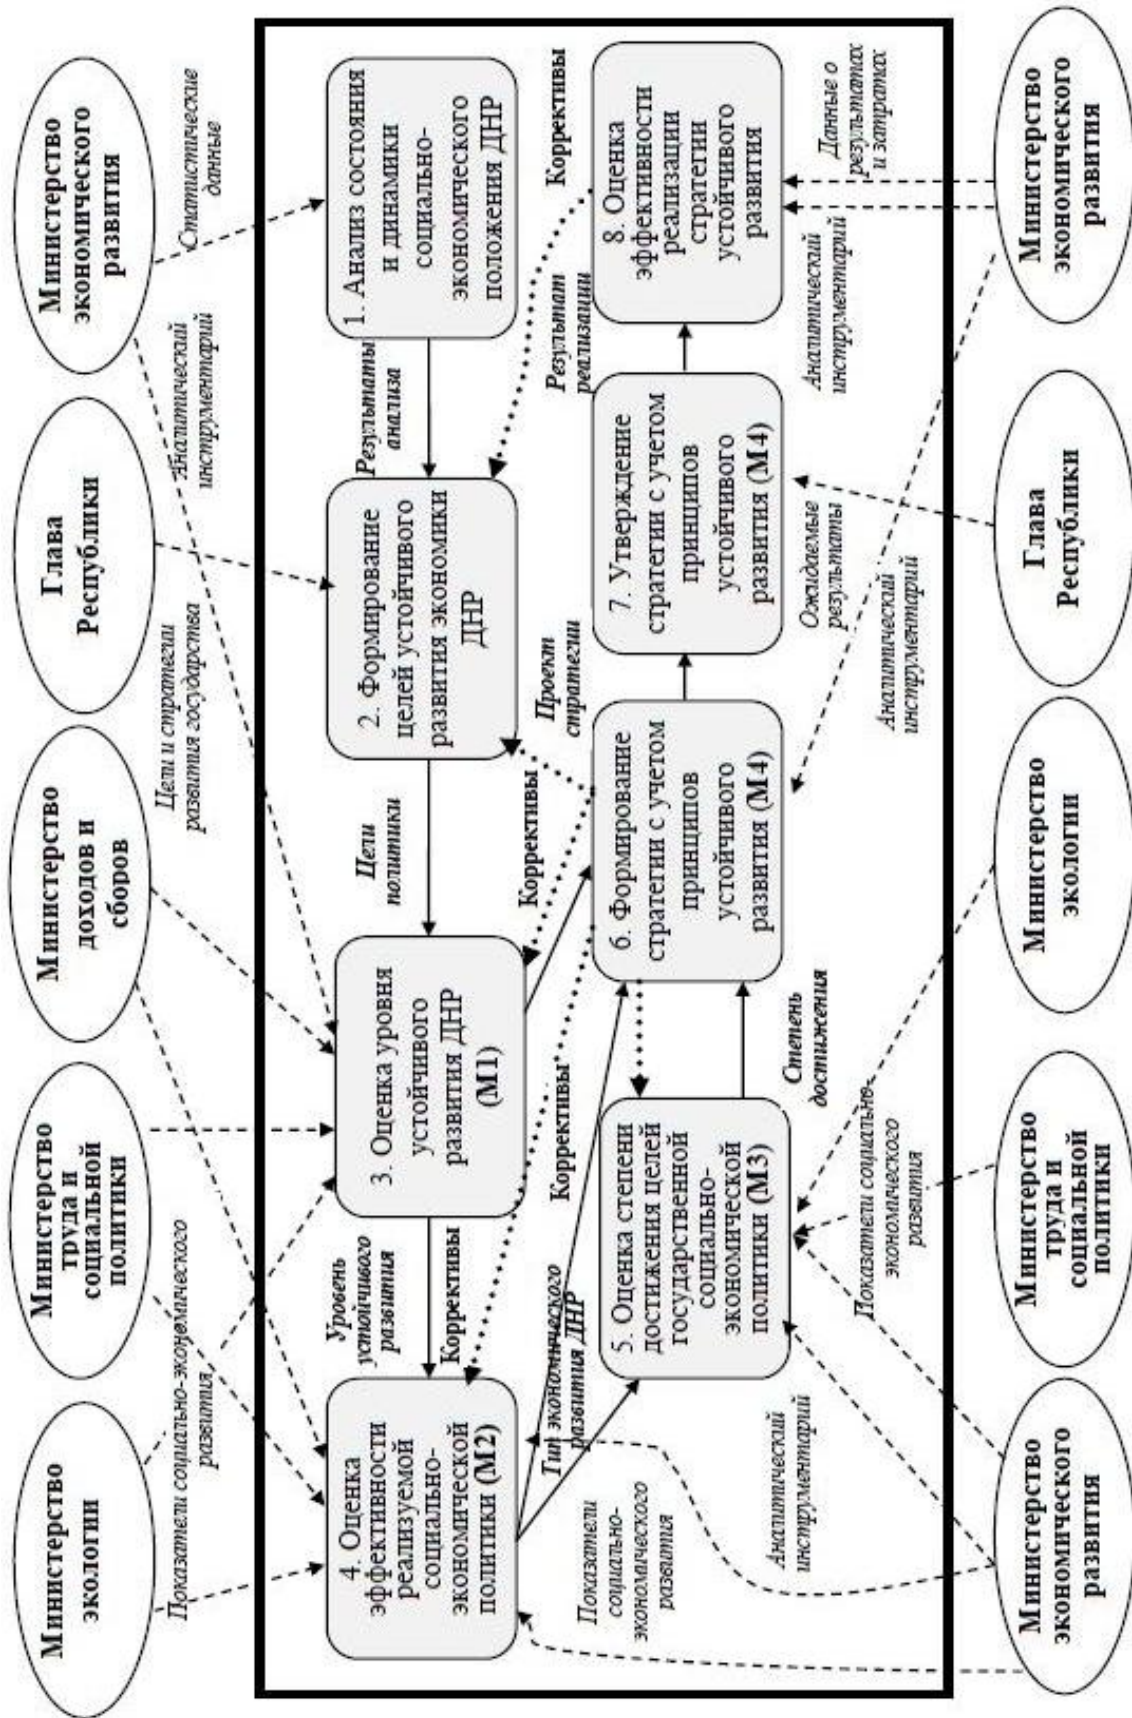 Министерство
экологии
Министерство
труда и
социальной
политики
Министерство
доходов и
сборов
Глава
Республики
Министерство
экономического
развития
Показатели социально-экономического
развития
Цели и стратегии
развития государства
Аналитический
инструментарий
Статистические
данные
4. Оценка
эффективности
реализуемой
социально-
экономической
политики (М2)
Уровень
устойчивого
развития
Коррективы
3. Оценка уровня
устойчивого
развития ДНР
(М1)
Цели
политики
2. Формирование
целей устойчивого
развития экономики
ДНР
Результаты
анализа
1. Анализ состояния
и динамики
социально-
экономического
положения ДНР
Тип экономического
развития ДНР
Коррективы
Коррективы
Проект
стратегии
Результат
реализации
Коррективы
Показатели
социально-
экономического
развития
5. Оценка степени
достижения целей
государственной
социально-
экономической
политики (М3)
6. Формирование
стратегии с учетом
принципов
устойчивого
развития (М4)
7. Утверждение
стратегии с учетом
принципов
устойчивого
развития (М4)
8. Оценка
эффективности
реализации
стратегии
устойчивого
развития
Аналитический
инструментарий
Показатели социально-
экономического
развития
Степень
достижения
Ожидаемые
результаты
Аналитический
инструментарий
Аналитический
инструментарий
Данные о
результатах
и затратах
Министерство
экономического
развития
Министерство
труда и
социальной
политики
Министерство
экологии
Глава
Республики
Министерство
экономического
развития